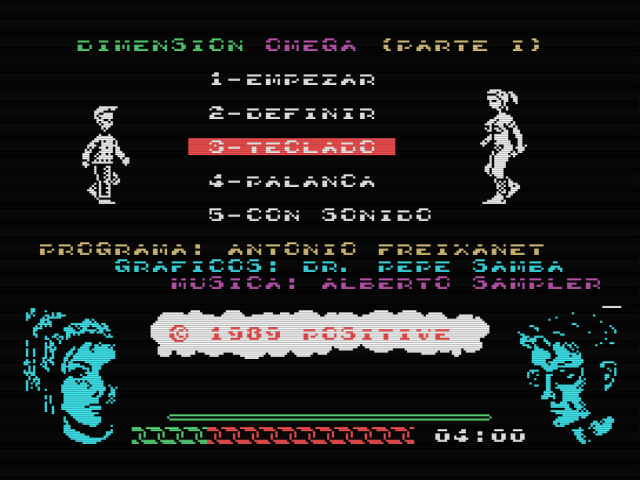 DIMENSION OMEGA (PARTE I)
1-EMPEZAR
2-DEFINIR
3-TECLADO
4-PALANCA
5-CON SONIDO
PROGRAMA: ANTONIO FREIXANET
GRAFICOS: DR. PEPE SAMBA
MUSICA: ALBERTO SAMPLER
© 1989 POSITIVE
04:00